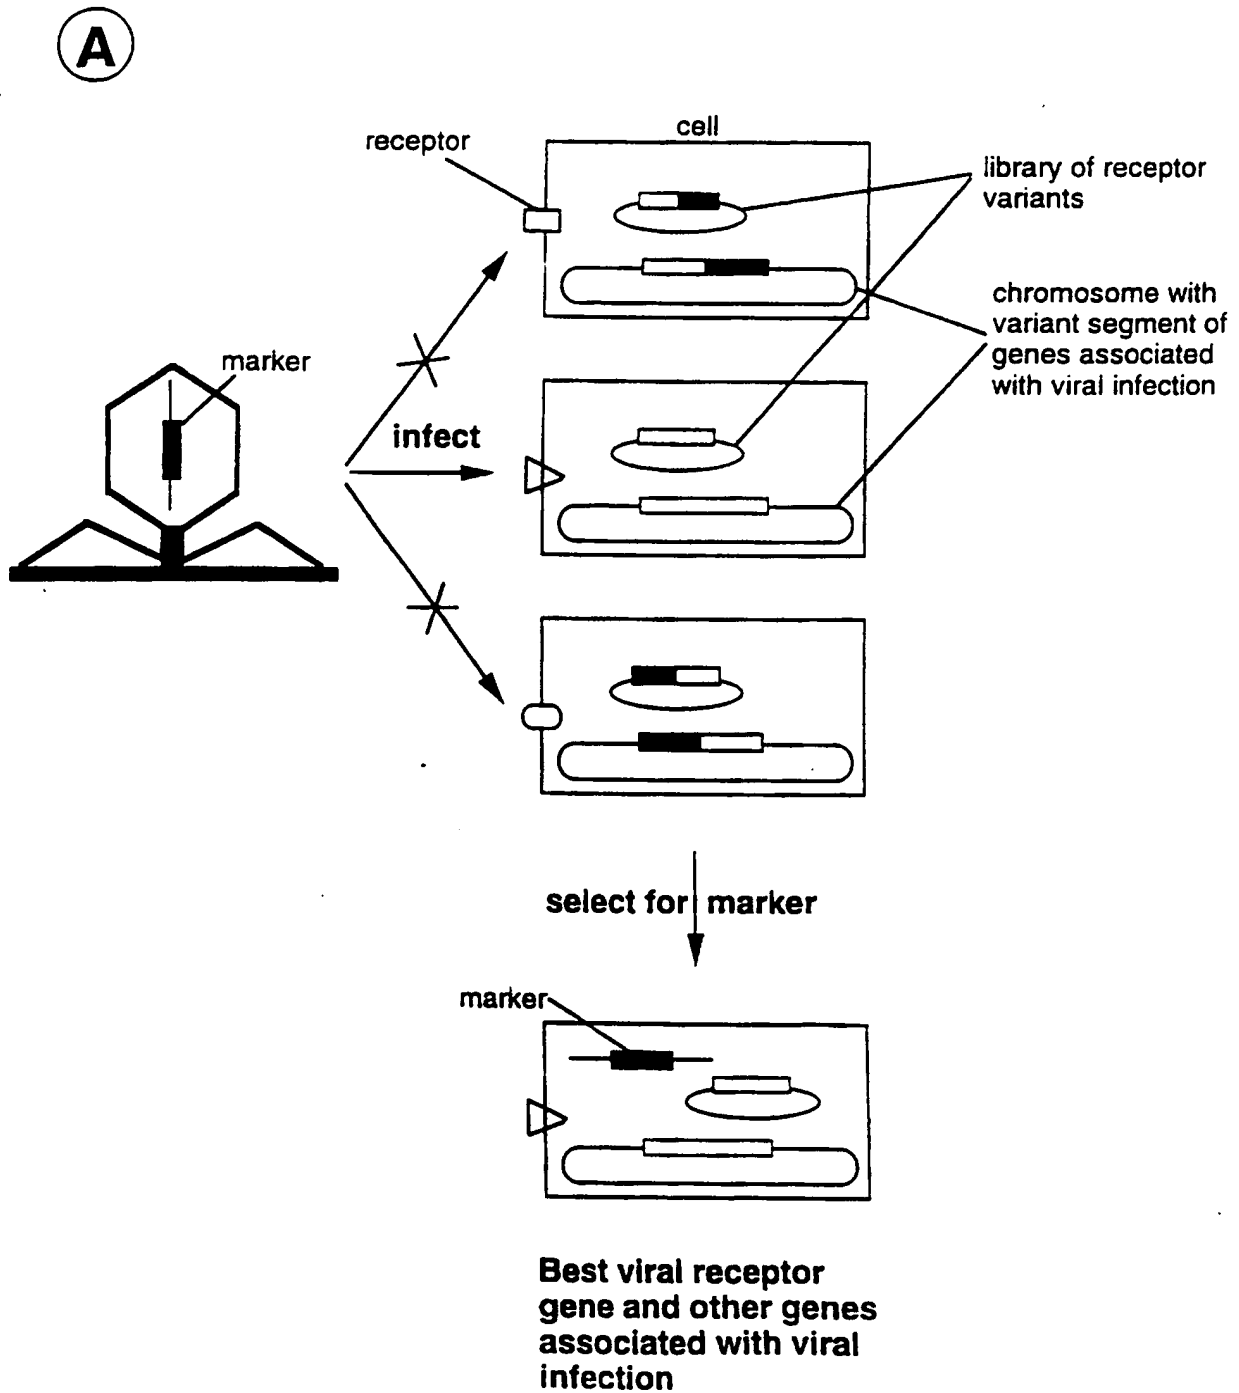 A
cell
receptor
library of receptor
variants
chromosome with
variant segment of
genes associated
with viral infection
marker
infect
select for marker
marker
Best viral receptor
gene and other genes
associated with viral
infection